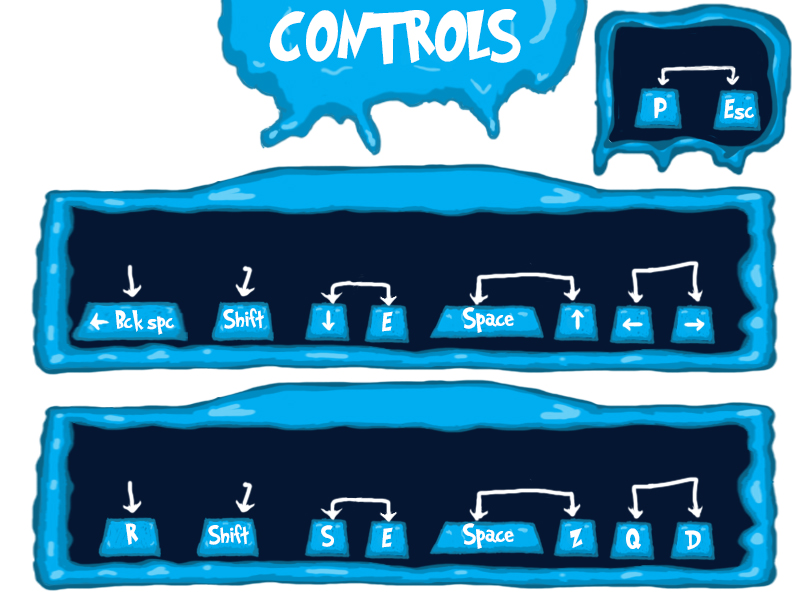 CONTROLS
P Esc
← Bck spc Shift ↓ E Space ↑ ← →
R Shift S E Space Z Q D